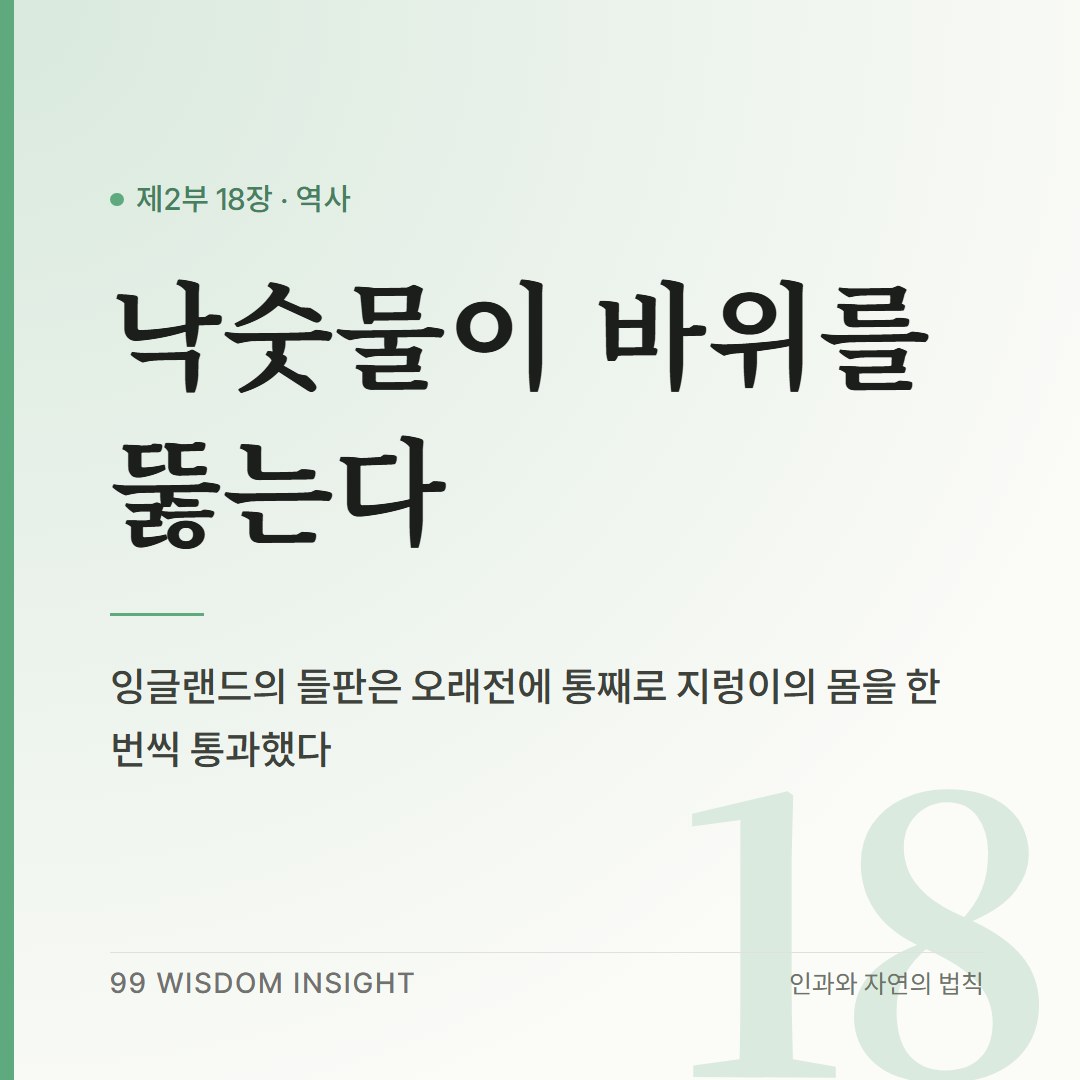 제2부 18장 · 역사
낙숫물이 바위를
뚫는다
잉글랜드의 들판은 오래전에 통째로 지렁이의 몸을 한
번씩 통과했다
18
99 WISDOM INSIGHT
인과와 자연의 법칙